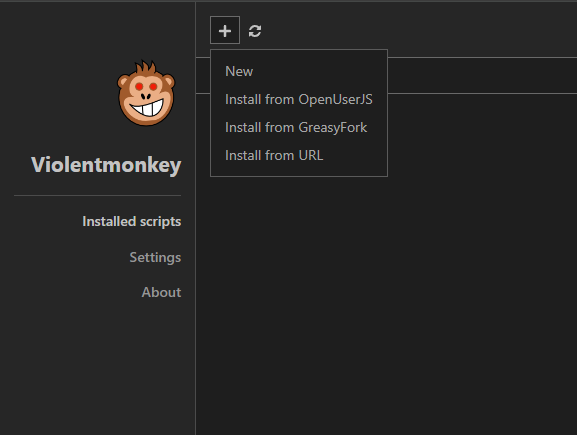 New
Install from OpenUserJS
Install from GreasyFork
Install from URL
Violentmonkey
Installed scripts
Settings
About